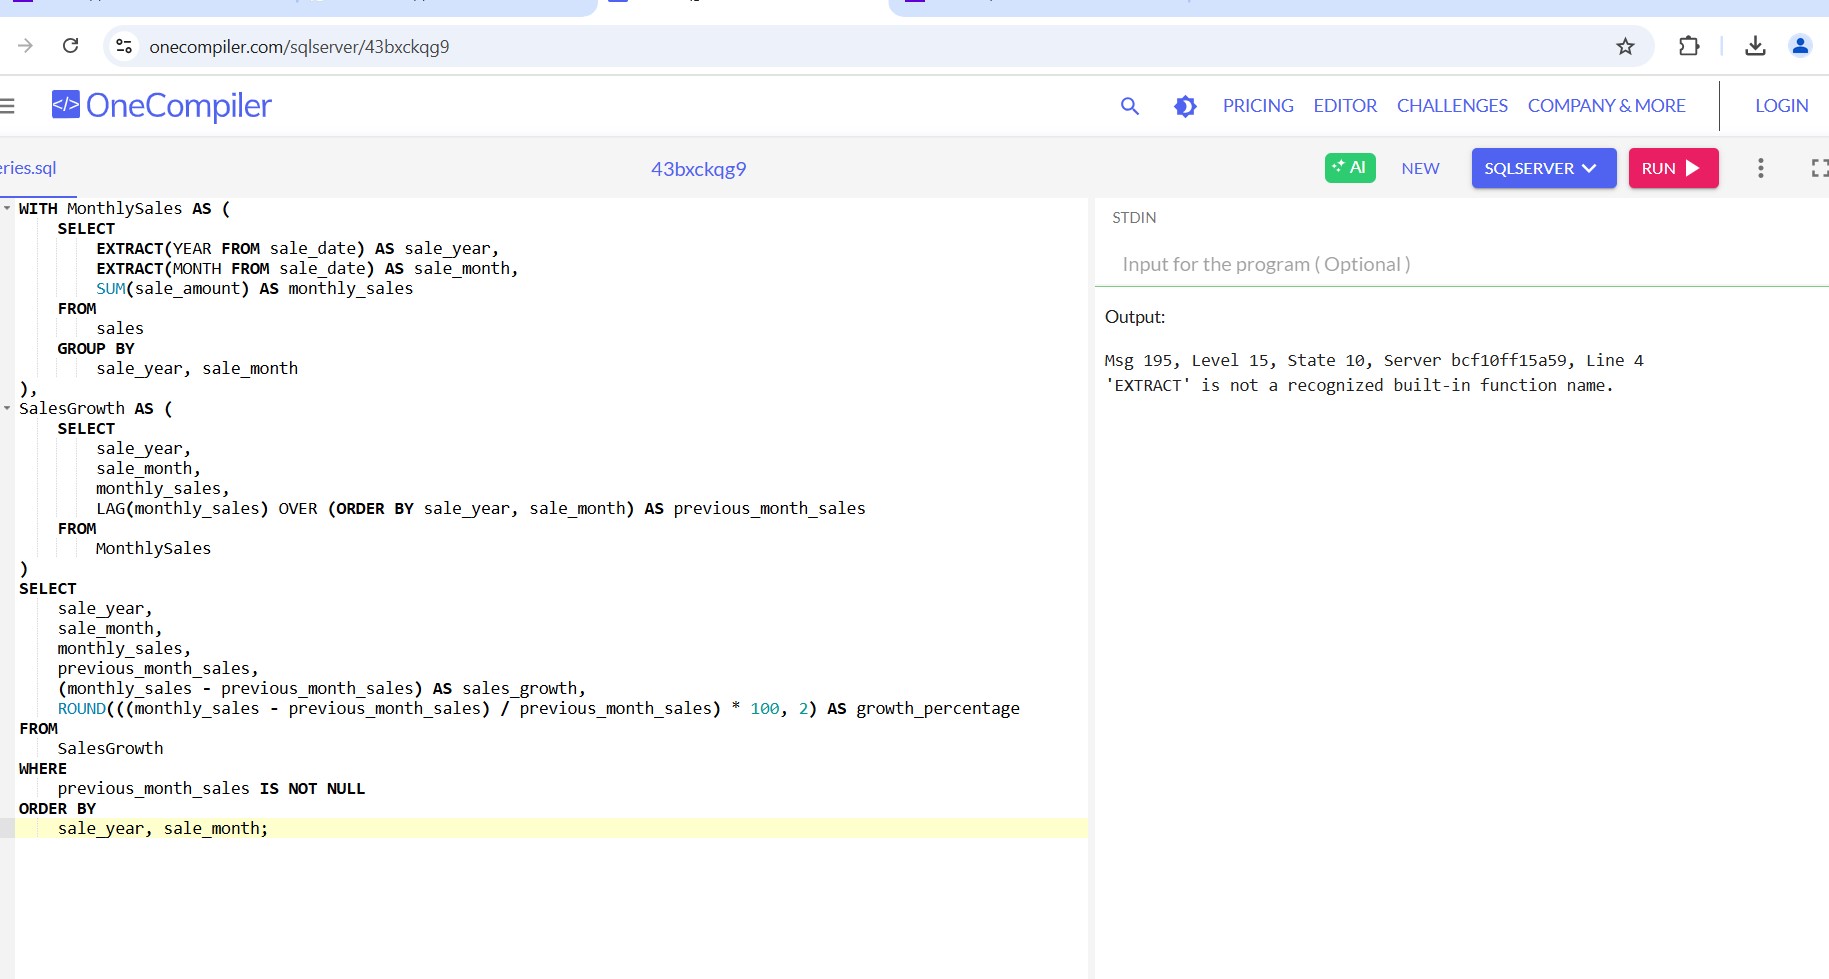 onecompiler.com/sqlserver/43bxckqg9
</> OneCompiler
PRICING EDITOR CHALLENGES COMPANY & MORE LOGIN
eries.sql
43bxckqg9
AI NEW SQLSERVER RUN
WITH MonthlySales AS (
SELECT
EXTRACT(YEAR FROM sale_date) AS sale_year,
EXTRACT(MONTH FROM sale_date) AS sale_month,
SUM(sale_amount) AS monthly_sales
FROM
sales
GROUP BY
sale_year, sale_month
),
SalesGrowth AS (
SELECT
sale_year,
sale_month,
monthly_sales,
LAG(monthly_sales) OVER (ORDER BY sale_year, sale_month) AS previous_month_sales
FROM
MonthlySales
)
SELECT
sale_year,
sale_month,
monthly_sales,
previous_month_sales,
(monthly_sales - previous_month_sales) AS sales_growth,
ROUND(((monthly_sales - previous_month_sales) / previous_month_sales) * 100, 2) AS growth_percentage
FROM
SalesGrowth
WHERE
previous_month_sales IS NOT NULL
ORDER BY
sale_year, sale_month;
STDIN
Input for the program ( Optional )
Output:
Msg 195, Level 15, State 10, Server bcf10ff15a59, Line 4
'EXTRACT' is not a recognized built-in function name.